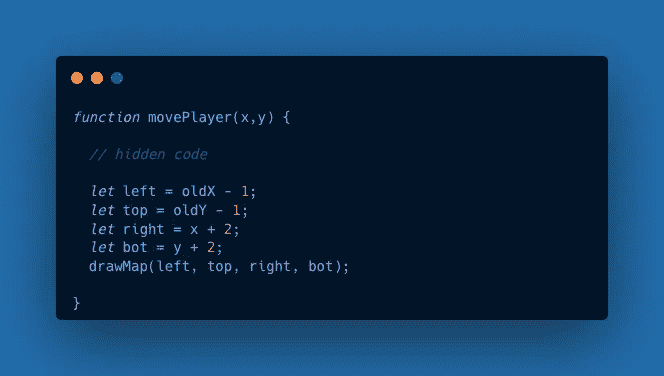 function movePlayer(x,y) {
// hidden code
let left = oldX - 1;
let top = oldY - 1;
let right = x + 2;
let bot = y + 2;
drawMap(left, top, right, bot);
}